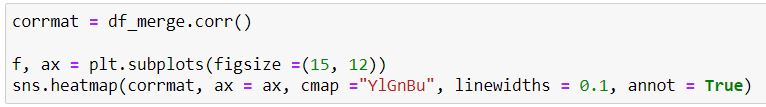 corrmat = df_merge.corr()
f, ax = plt.subplots(figsize =(15, 12))
sns.heatmap(corrmat, ax = ax, cmap ="YlGnBu", linewidths = 0.1, annot = True)